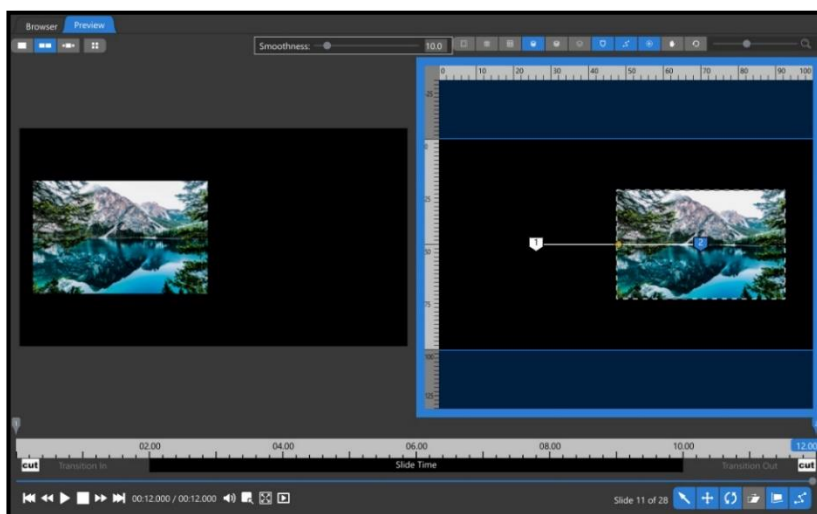 Browser Preview
Smoothness: 10.0
0 10 20 30 40 50 60 70 80 90 100
-25
0
25
50
75
100
125
1 2
02.00 04.00 06.00 08.00 10.00 12.00
cut Transition In Slide Time Transition Out cut
00:12.000 / 00:12.000 Slide 11 of 28